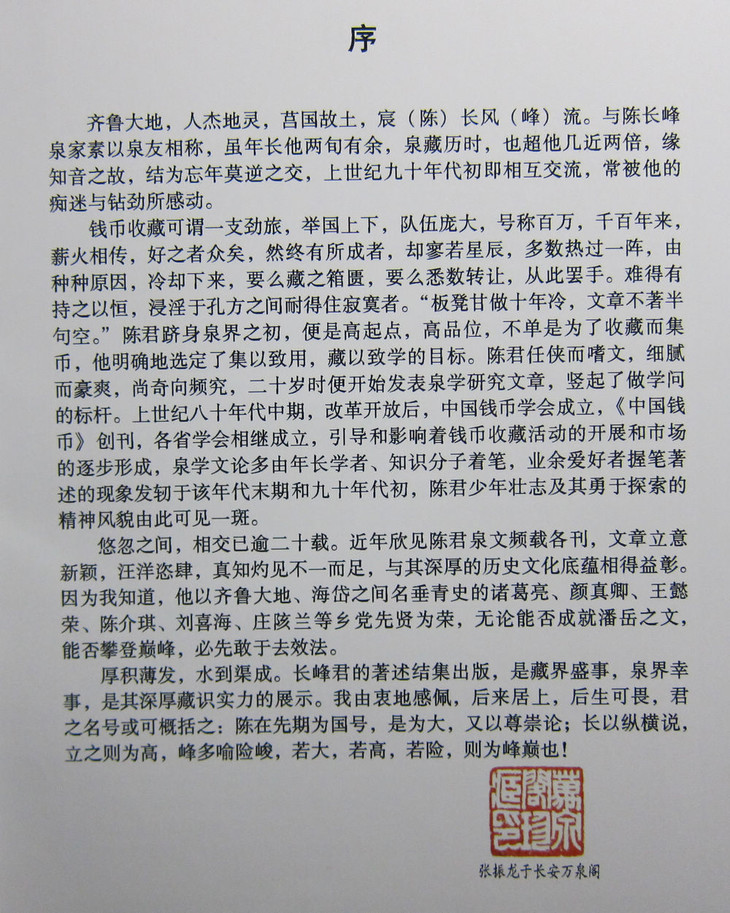 序
齐鲁大地，人杰地灵，莒国故土，宸（陈）长风（峰）流。与陈长峰
泉家素以泉友相称，虽年长他两旬有余，泉藏历时，也超他几近两倍，缘
知音之故，结为忘年莫逆之交，上世纪九十年代初即相互交流，常被他的
痴迷与钻劲所感动。
钱币收藏可谓一支劲旅，举国上下，队伍庞大，号称百万，千百年来，
薪火相传，好之者众矣，然终有所成者，却寥若星辰，多数热过一阵，由
种种原因，冷却下来，要么藏之箱匮，要么悉数转让，从此罢手。难得有
持之以恒，浸淫于孔方之间耐得住寂寞者。“板凳甘做十年冷，文章不著半
句空。”陈君跻身泉界之初，便是高起点，高品位，不单是为了收藏而集
币，他明确地选定了集以致用，藏以致学的目标。陈君任侠而嗜文，细腻
而豪爽，尚奇向频究，二十岁时便开始发表泉学研究文章，竖起了做学问
的标杆。上世纪八十年代中期，改革开放后，中国钱币学会成立，《中国钱
币》创刊，各省学会相继成立，引导和影响着钱币收藏活动的开展和市场
的逐步形成，泉学文论多由年长学者、知识分子着笔，业余爱好者握笔著
述的现象发轫于该年代末期和九十年代初，陈君少年壮志及其勇于探索的
精神风貌由此可见一斑。
悠忽之间，相交已逾二十载。近年欣见陈君泉文频载各刊，文章立意
新颖，汪洋恣肆，真知灼见不一而足，与其深厚的历史文化底蕴相得益彰。
因为我知道，他以齐鲁大地、海岱之间名垂青史的诸葛亮、颜真卿、王懿
荣、陈介琪、刘喜海、庄陔兰等乡党先贤为荣，无论能否成就潘岳之文，
能否攀登巅峰，必先敢于去效法。
厚积薄发，水到渠成。长峰君的著述结集出版，是藏界盛事，泉界幸
事，是其深厚藏识实力的展示。我由衷地感佩，后来居上，后生可畏，君
之名号或可概括之：陈在先期为国号，是为大，又以尊崇论；长以纵横说，
立之则为高，峰多喻险峻，若大，若高，若险，则为峰巅也！
张振龙于长安万泉阁